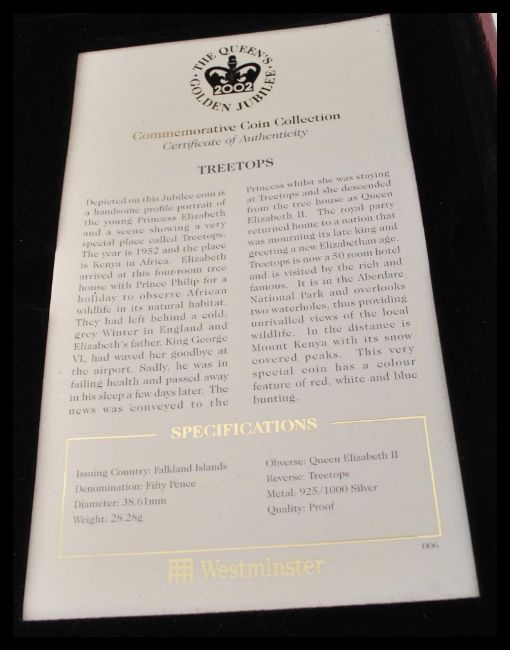 THE QUEEN'S
2002
GOLDEN JUBILEE
Commemorative Coin Collection
Certificate of Authenticity
TREETOPS
Depicted on this Jubilee coin is
a handsome profile portrait of
the young Princess Elizabeth
and a scene showing a very
special place called Treetops.
The year is 1952 and the place
is Kenya in Africa. Elizabeth
arrived at this four-room tree
house with Prince Philip for a
holiday to observe African
wildlife in its natural habitat.
They had left behind a cold,
grey Winter in England and
Elizabeth's father, King George
VI, had waved her goodbye at
the airport. Sadly, he was in
failing health and passed away
in his sleep a few days later. The
news was conveyed to the
Princess whilst she was staying
at Treetops and she descended
from the tree house as Queen
Elizabeth II. The royal party
returned home to a nation that
was mourning its late king and
greeting a new Elizabethan age.
Treetops is now a 50 room hotel
and is visited by the rich and
famous. It is in the Aberdare
National Park and overlooks
two waterholes, thus providing
unrivalled views of the local
wildlife. In the distance is
Mount Kenya with its snow
covered peaks. This very
special coin has a colour
feature of red, white and blue
bunting.
SPECIFICATIONS
Issuing Country: Falkland Islands
Denomination: Fifty Pence
Diameter: 38.61mm
Weight: 28.28g
Obverse: Queen Elizabeth II
Reverse: Treetops
Metal: 925/1000 Silver
Quality: Proof
006
Westminster